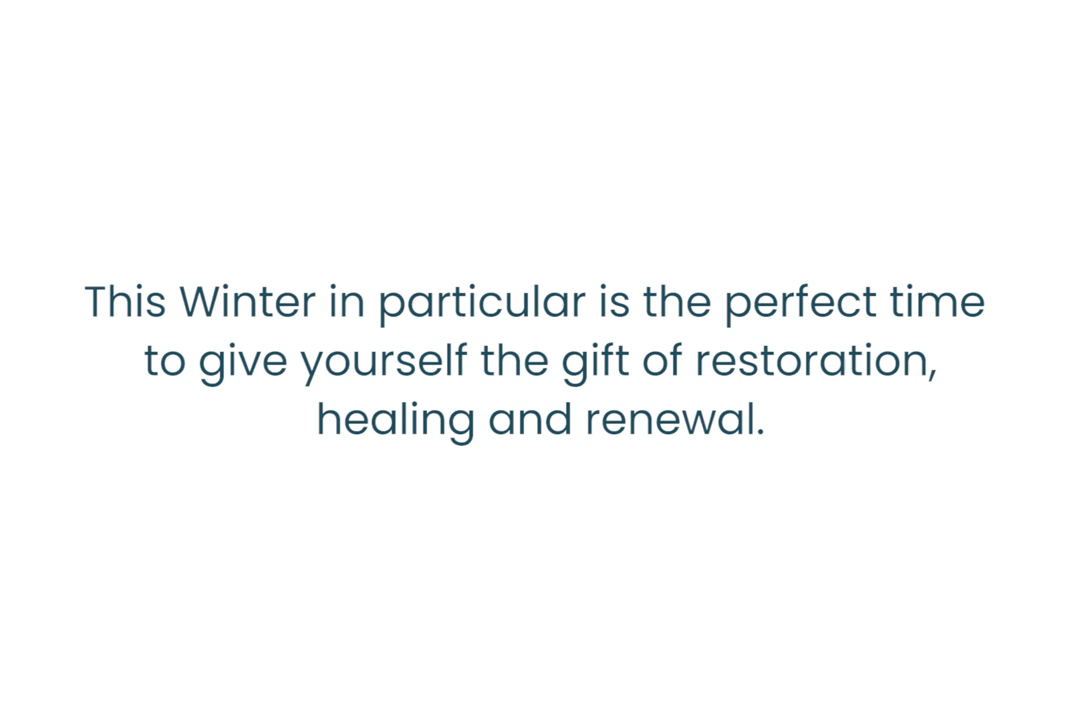 This Winter in particular is the perfect time
to give yourself the gift of restoration,
healing and renewal.